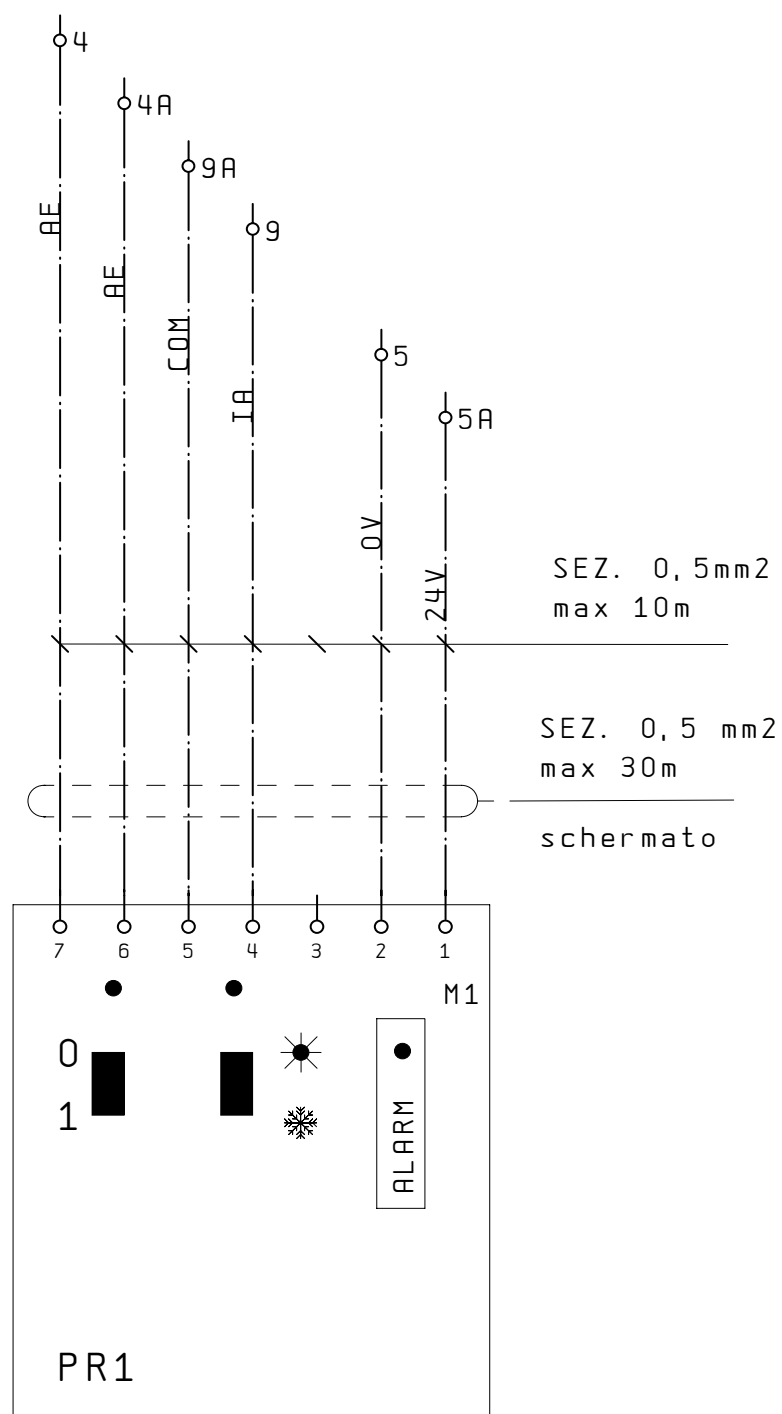 4
4A
9A
9
5
5A
AE
AE
COM
IA
0V
24V
SEZ. 0,5mm2
max 10m
SEZ. 0,5 mm2
max 30m
schermato
7 6 5 4 3 2 1
M1
0
1
ALARM
PR1